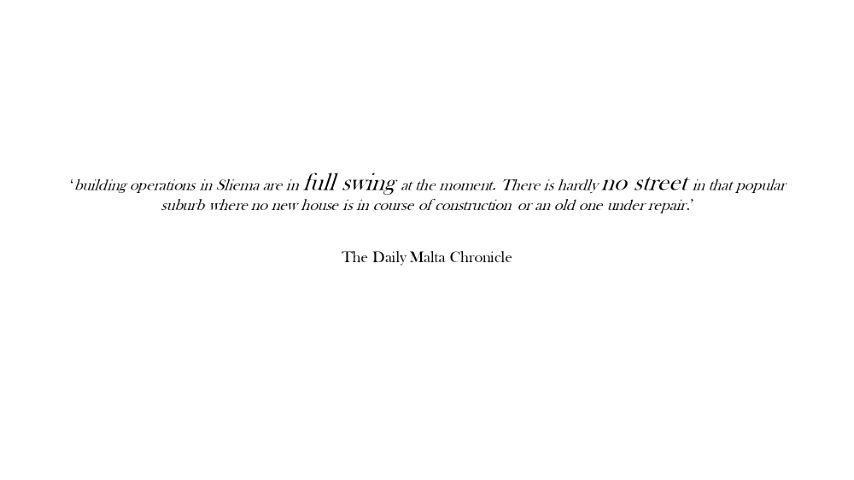 ‘building operations in Sliema are in full swing at the moment. There is hardly no street in that popular
suburb where no new house is in course of construction or an old one under repair.’
The Daily Malta Chronicle